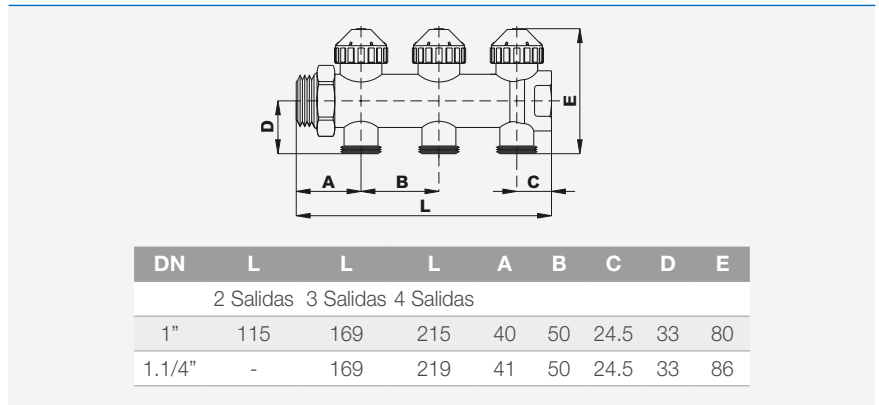 E
D
A B C
L
DN L L L A B C D E
2 Salidas 3 Salidas 4 Salidas
1” 115 169 215 40 50 24.5 33 80
1.1/4” - 169 219 41 50 24.5 33 86